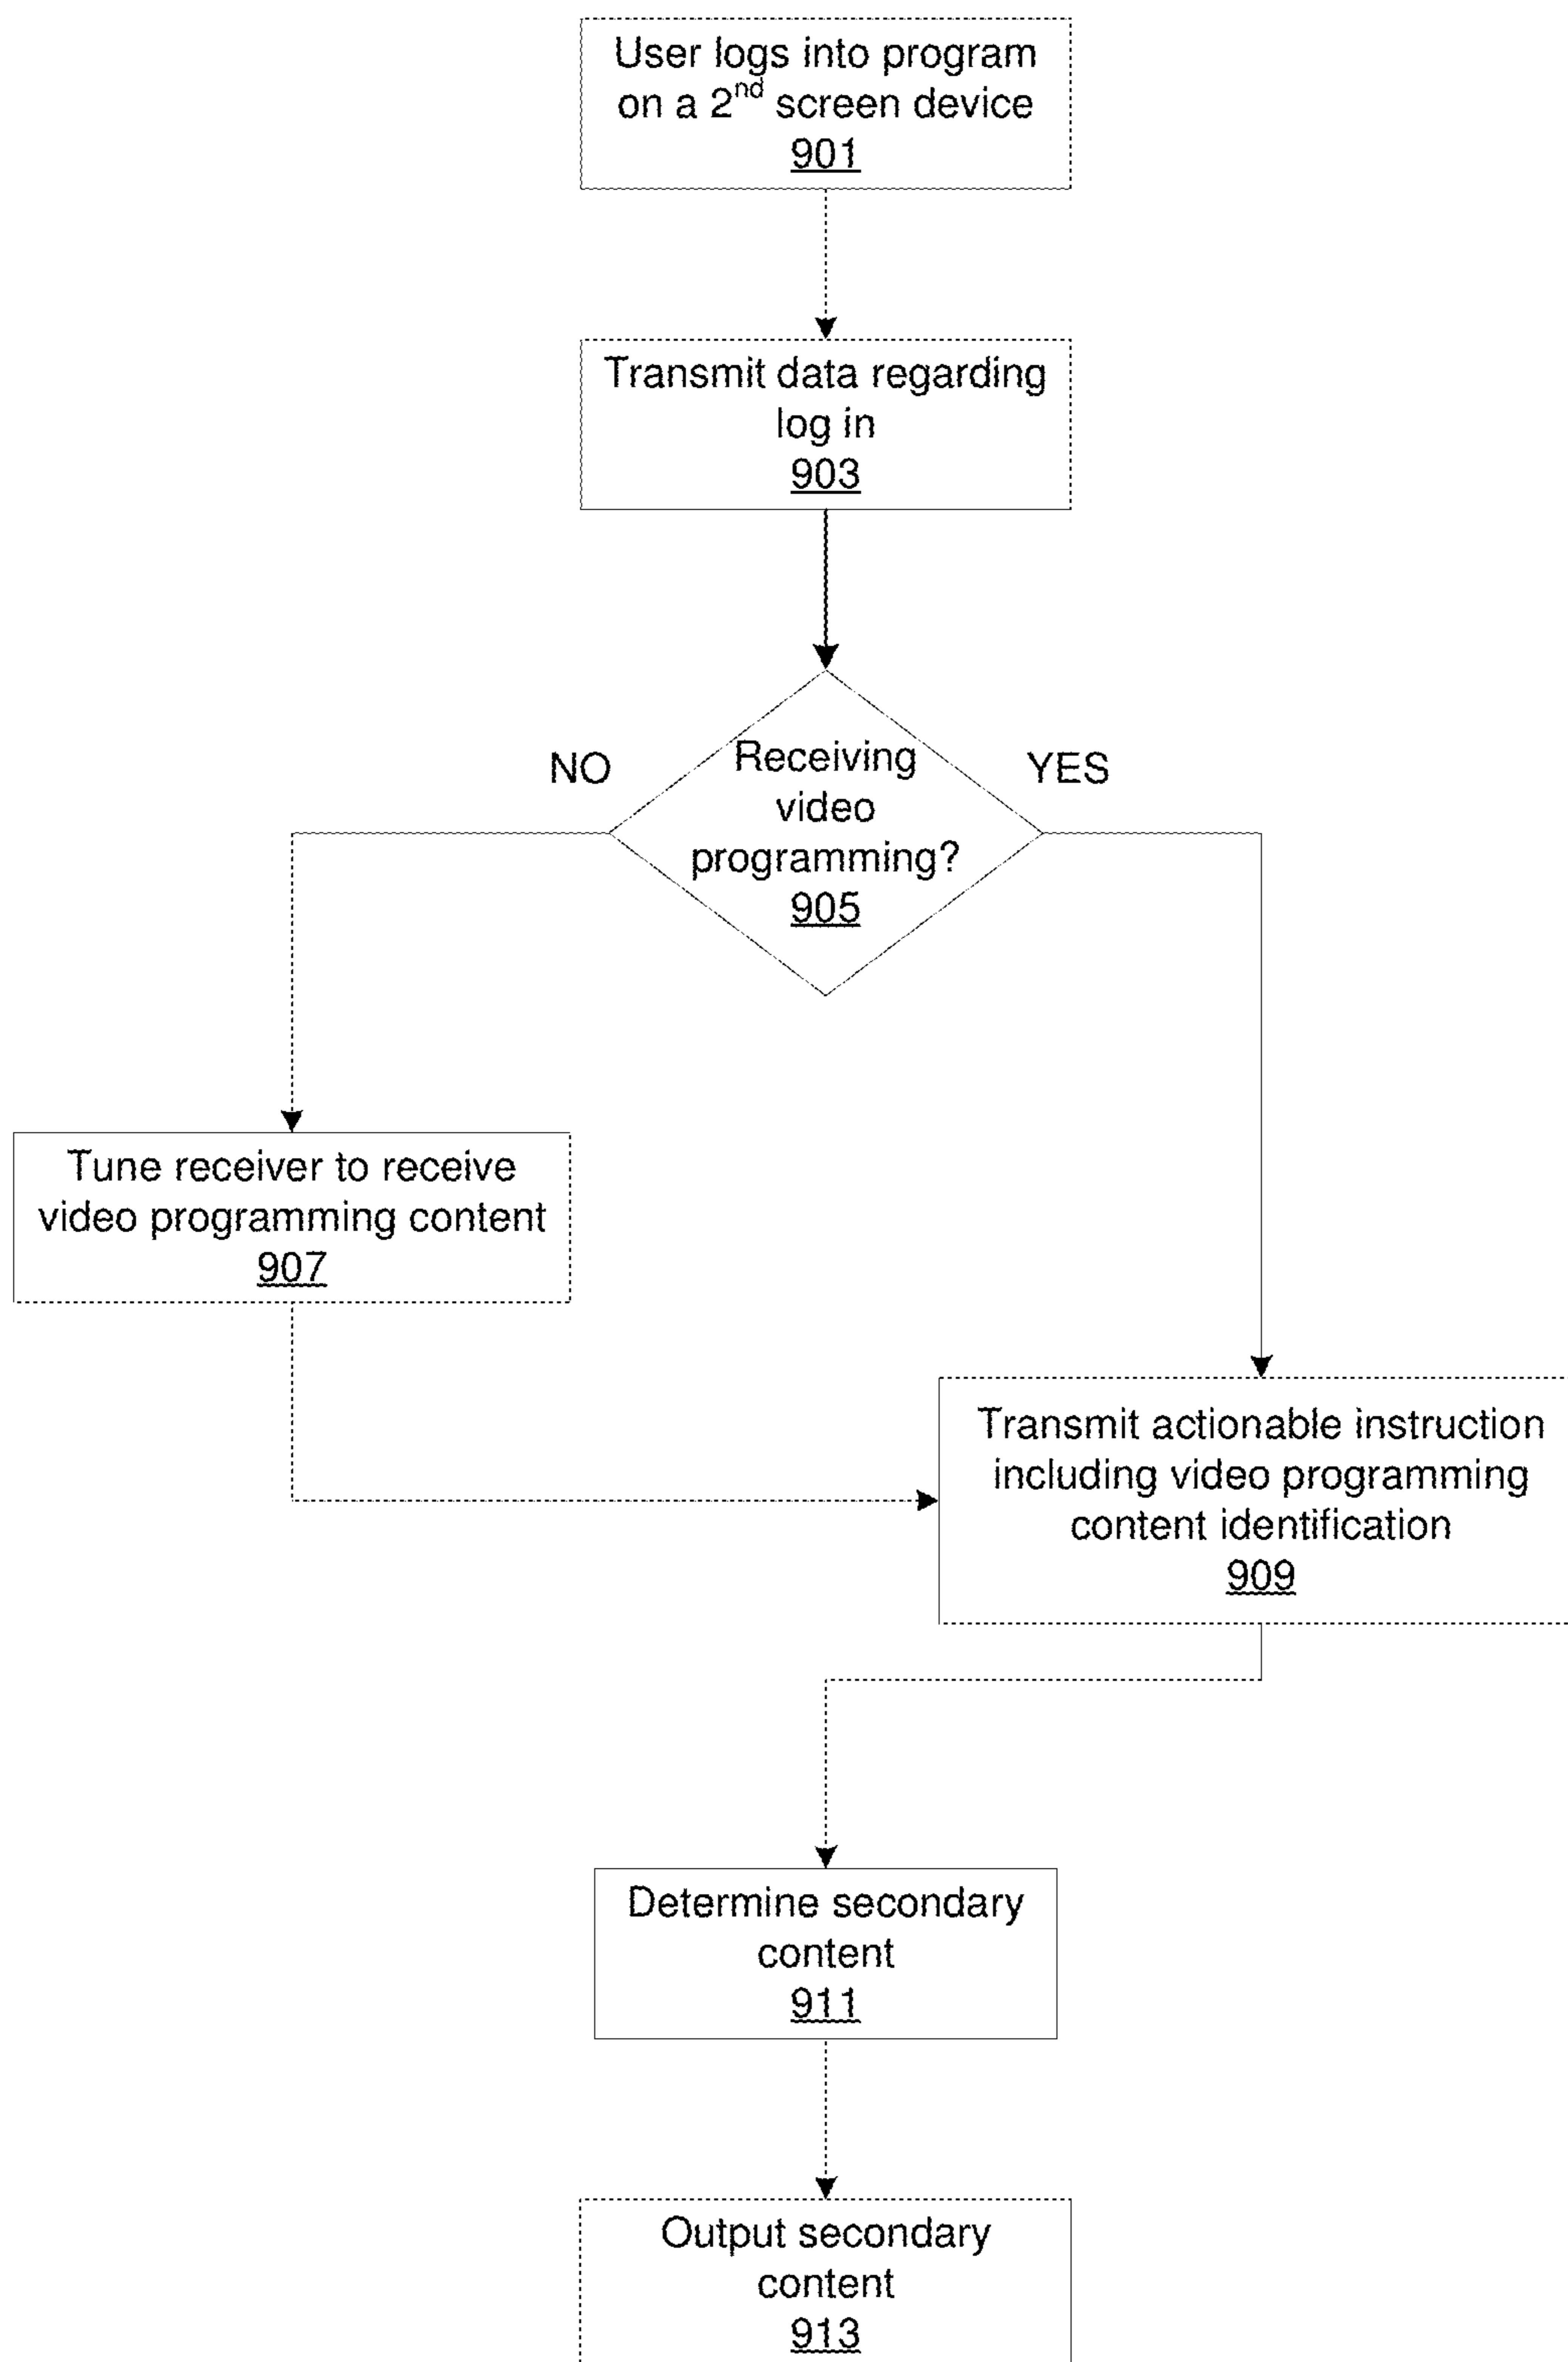 User logs into program
on a 2nd screen device
901
Transmit data regarding
log in
903
NO
YES
Receiving
video
programming?
905
Tune receiver to receive
video programming content
907
Transmit actionable instruction
including video programming
content identification
909
Determine secondary
content
911
Output secondary
content
913